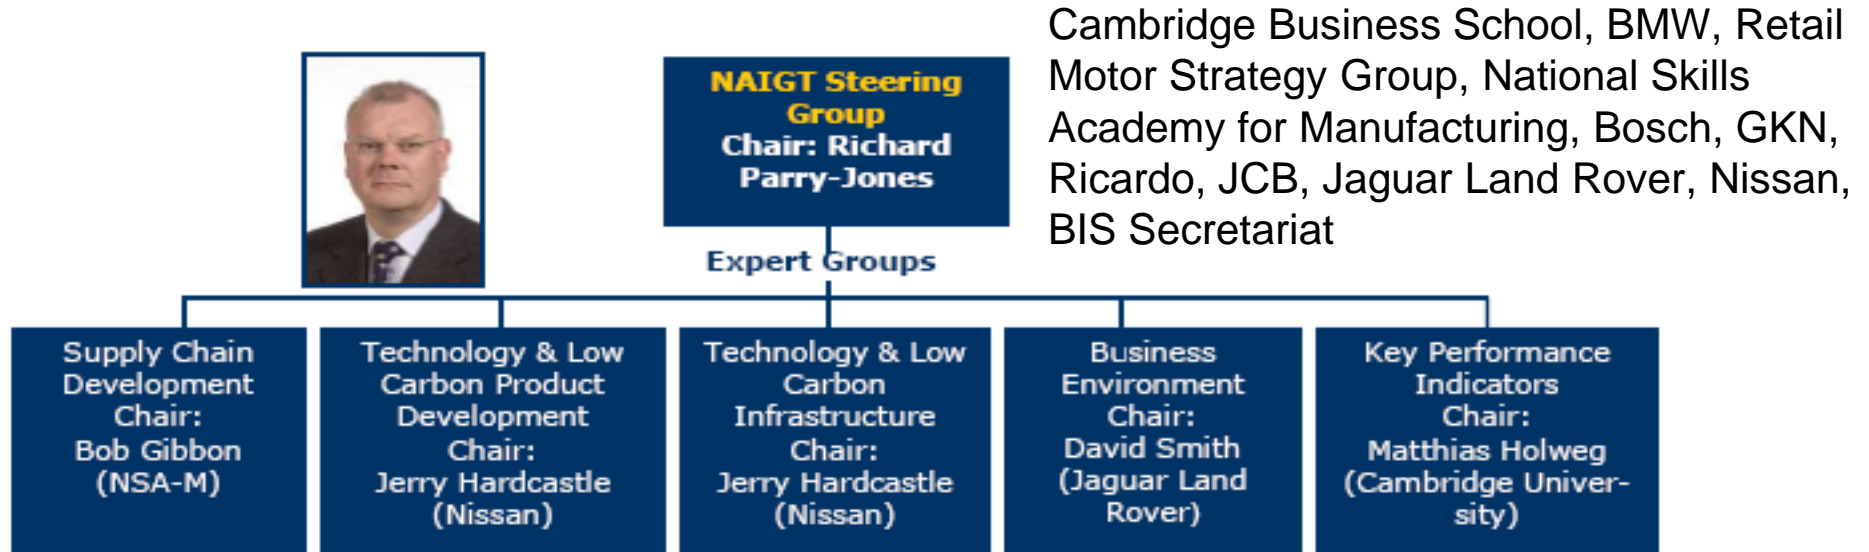 Cambridge Business School, BMW, Retail
Motor Strategy Group, National Skills
Academy for Manufacturing, Bosch, GKN,
Ricardo, JCB, Jaguar Land Rover, Nissan,
BIS Secretariat
NAIGT Steering
Group
Chair: Richard
Parry-Jones
Expert Groups
Supply Chain
Development
Chair:
Bob Gibbon
(NSA-M)
Technology & Low
Carbon Product
Development
Chair:
Jerry Hardcastle
(Nissan)
Technology & Low
Carbon
Infrastructure
Chair:
Jerry Hardcastle
(Nissan)
Business
Environment
Chair:
David Smith
(Jaguar Land
Rover)
Key Performance
Indicators
Chair:
Matthias Holweg
(Cambridge Univer-
sity)